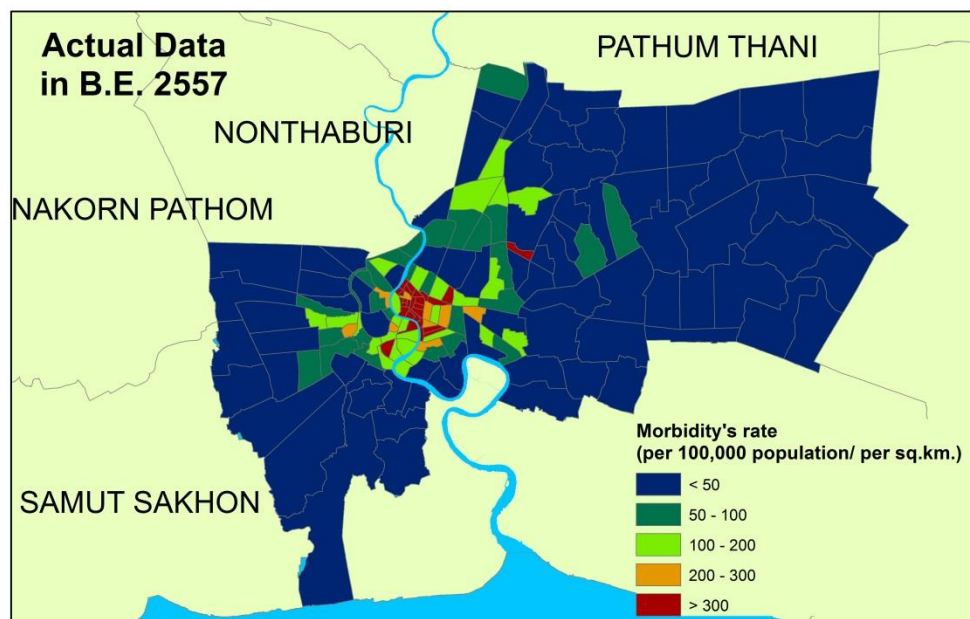 Actual Data
in B.E. 2557
PATHUM THANI
NONTHABURI
NAKORN PATHOM
SAMUT SAKHON
Morbidity's rate
(per 100,000 population/ per sq.km.)
< 50
50 - 100
100 - 200
200 - 300
> 300